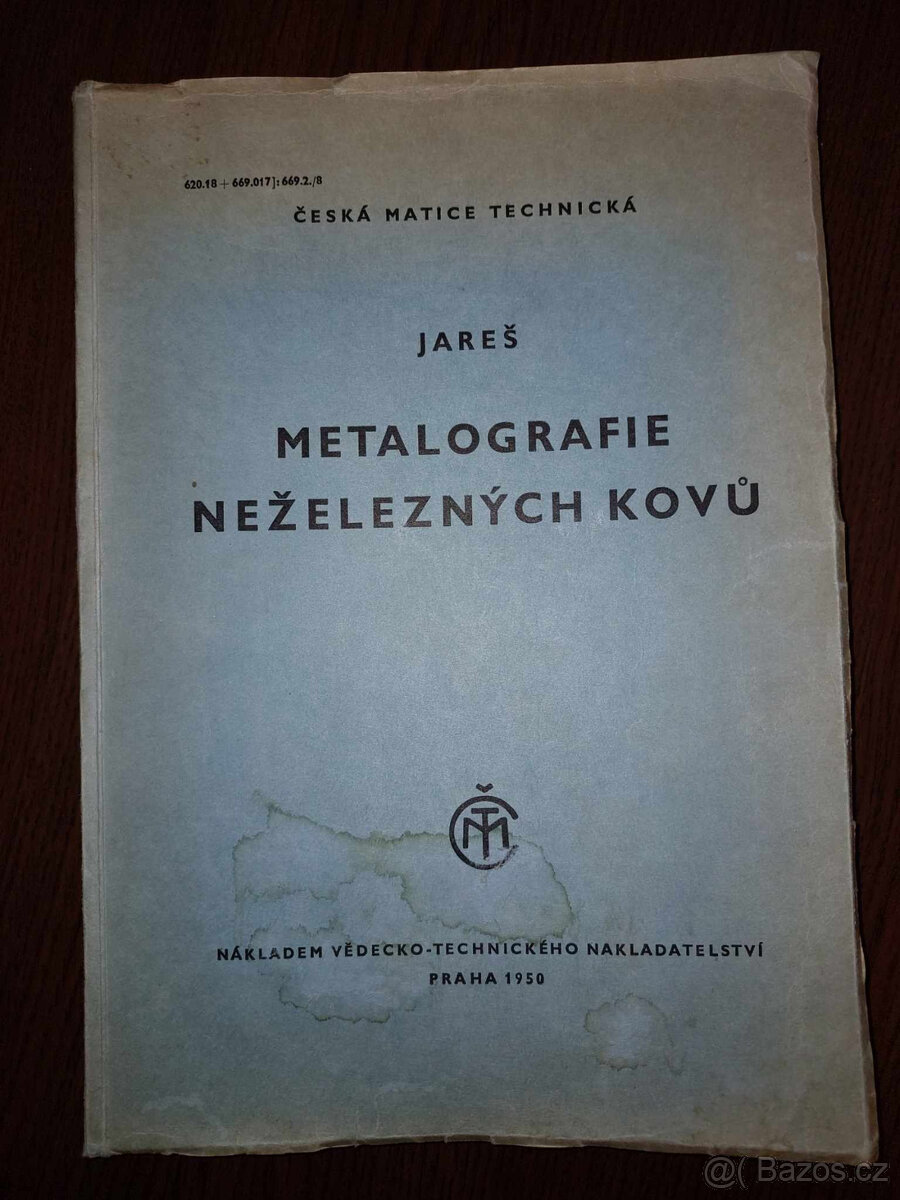 620.18 + 669.017]: 669.2./8
ČESKÁ MATICE TECHNICKÁ
JAREŠ
METALOGRAFIE
NEŽELEZNÝCH KOVŮ
ČMT
NÁKLADEM VĚDECKO-TECHNICKÉHO NAKLADATELSTVÍ
PRAHA 1950
@( Bazos.cz